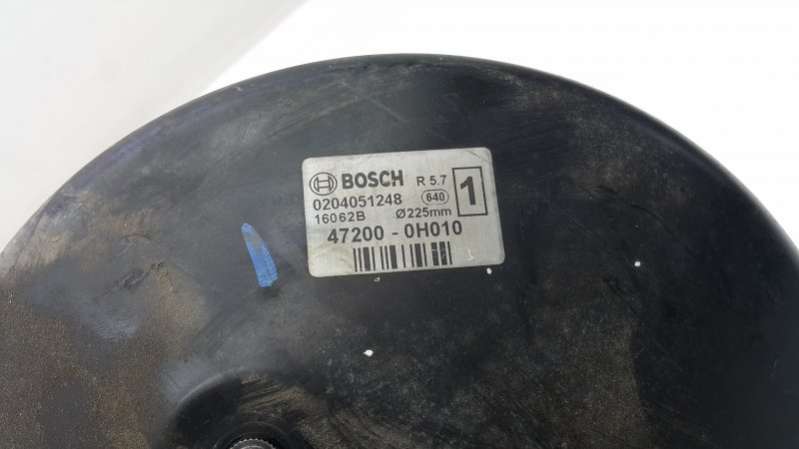 BOSCH R 5.7 1
0204051248 640
16062B Ø225mm
47200 - 0H010